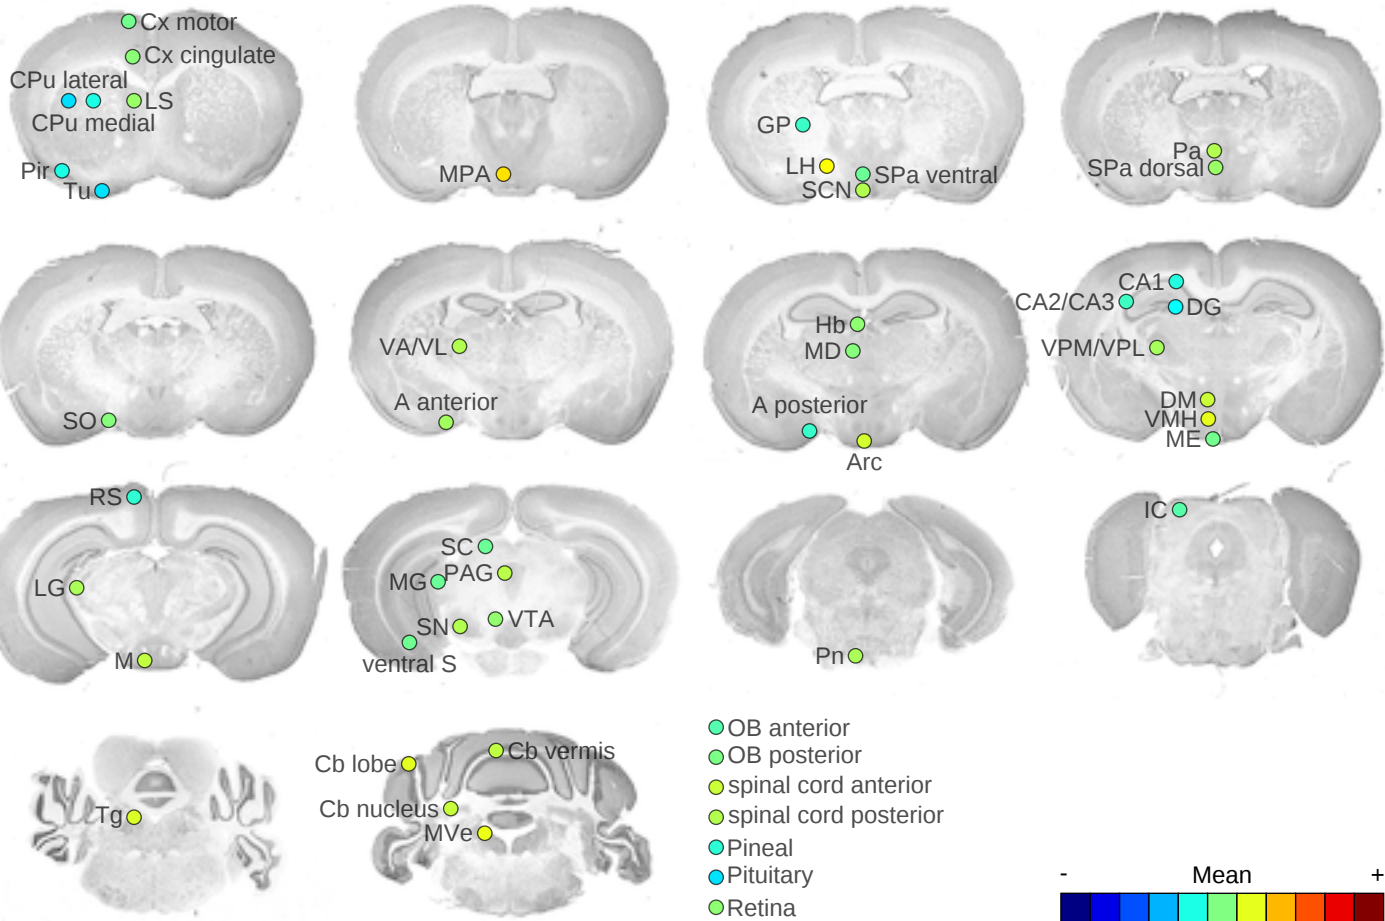 Cx motor
Cx cingulate
CPu lateral
LS
CPu medial
Pir
Tu
MPA
GP
LH
SPa ventral
SCN
Pa
SPa dorsal
SO
VA/VL
A anterior
Hb
MD
A posterior
Arc
CA1
CA2/CA3
DG
VPM/VPL
DM
VMH
ME
RS
LG
M
SC
MG
PAG
SN
VTA
ventral S
Pn
IC
Tg
Cb lobe
Cb vermis
Cb nucleus
MVe
OB anterior
OB posterior
spinal cord anterior
spinal cord posterior
Pineal
Pituitary
Retina
- Mean +